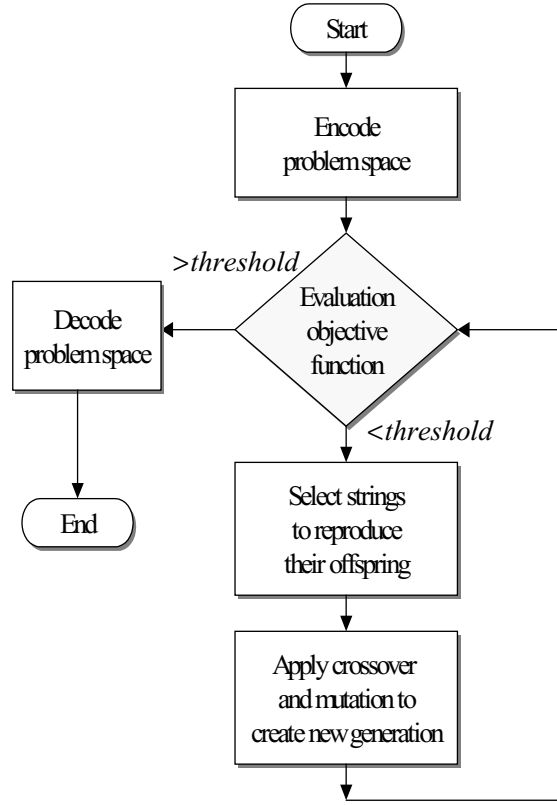 Start
Encode
problem space
>threshold
Evaluation
objective
function
Decode
problem space
<threshold
End
Select strings
to reproduce
their offspring
Apply crossover
and mutation to
create new generation